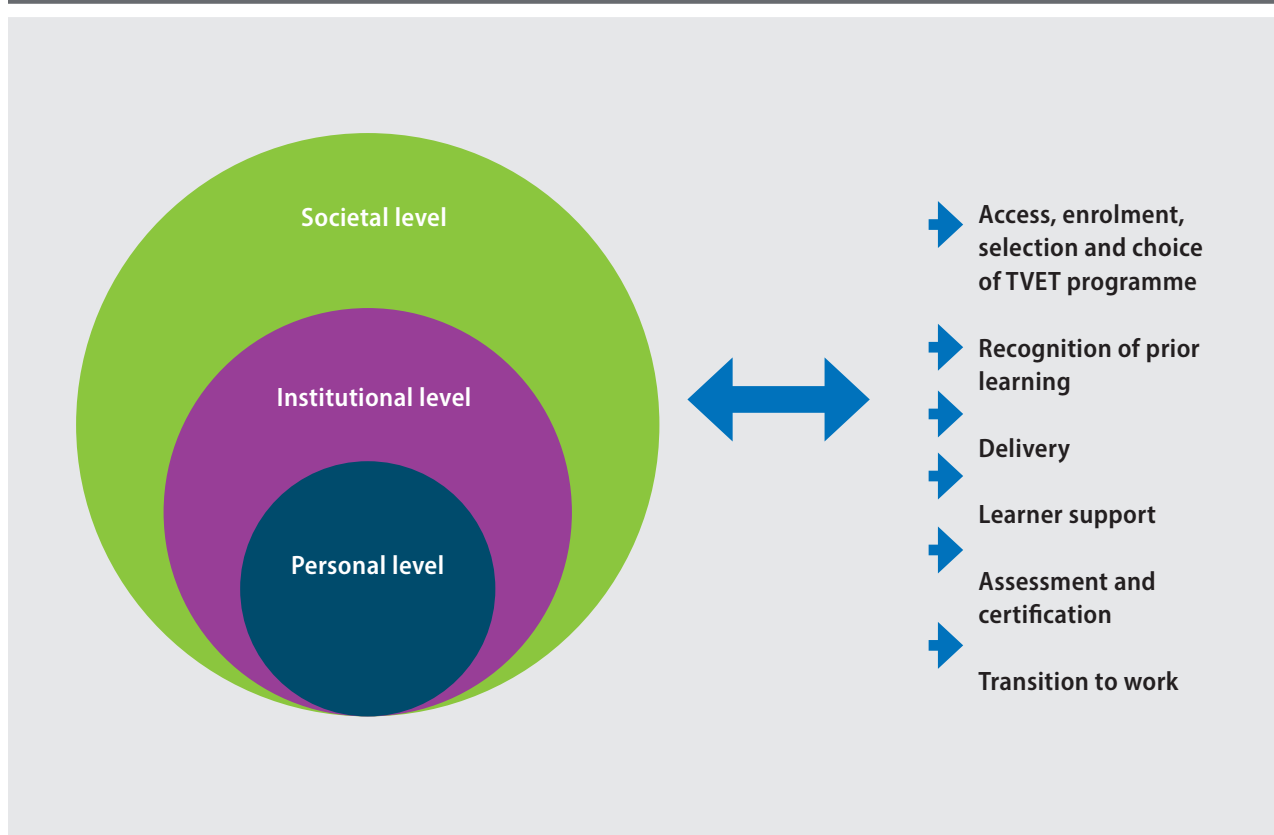 Societal level
Institutional level
Personal level
Access, enrolment,
selection and choice
of TVET programme
Recognition of prior
learning
Delivery
Learner support
Assessment and
certification
Transition to work